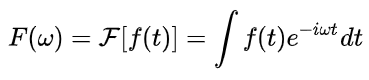 F(ω) = ℱ[f(t)] = ∫ f(t)e^{-iωt} dt